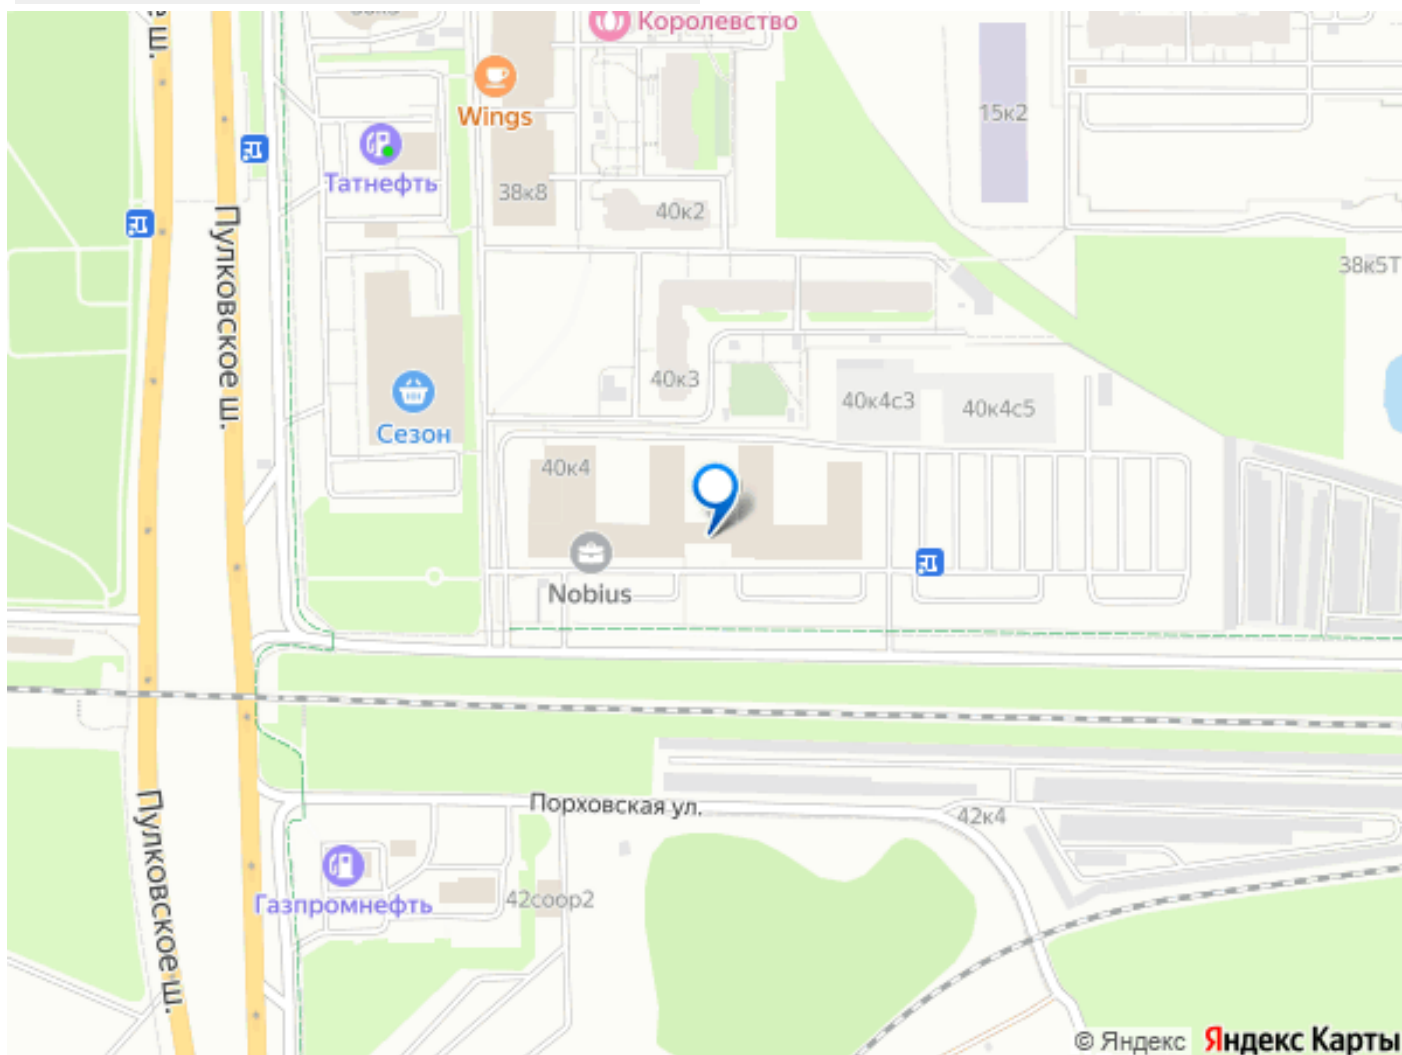 Королевство
Wings
15к2
Татнефть
38к8
40к2
Пулковское ш.
38к5Т
40к3
40к4с3
40к4с5
Сезон
40к4
Nobius
Порховская ул.
42к4
Пулковское ш.
Газпромнефть
42соор2
© Яндекс Яндекс Карты